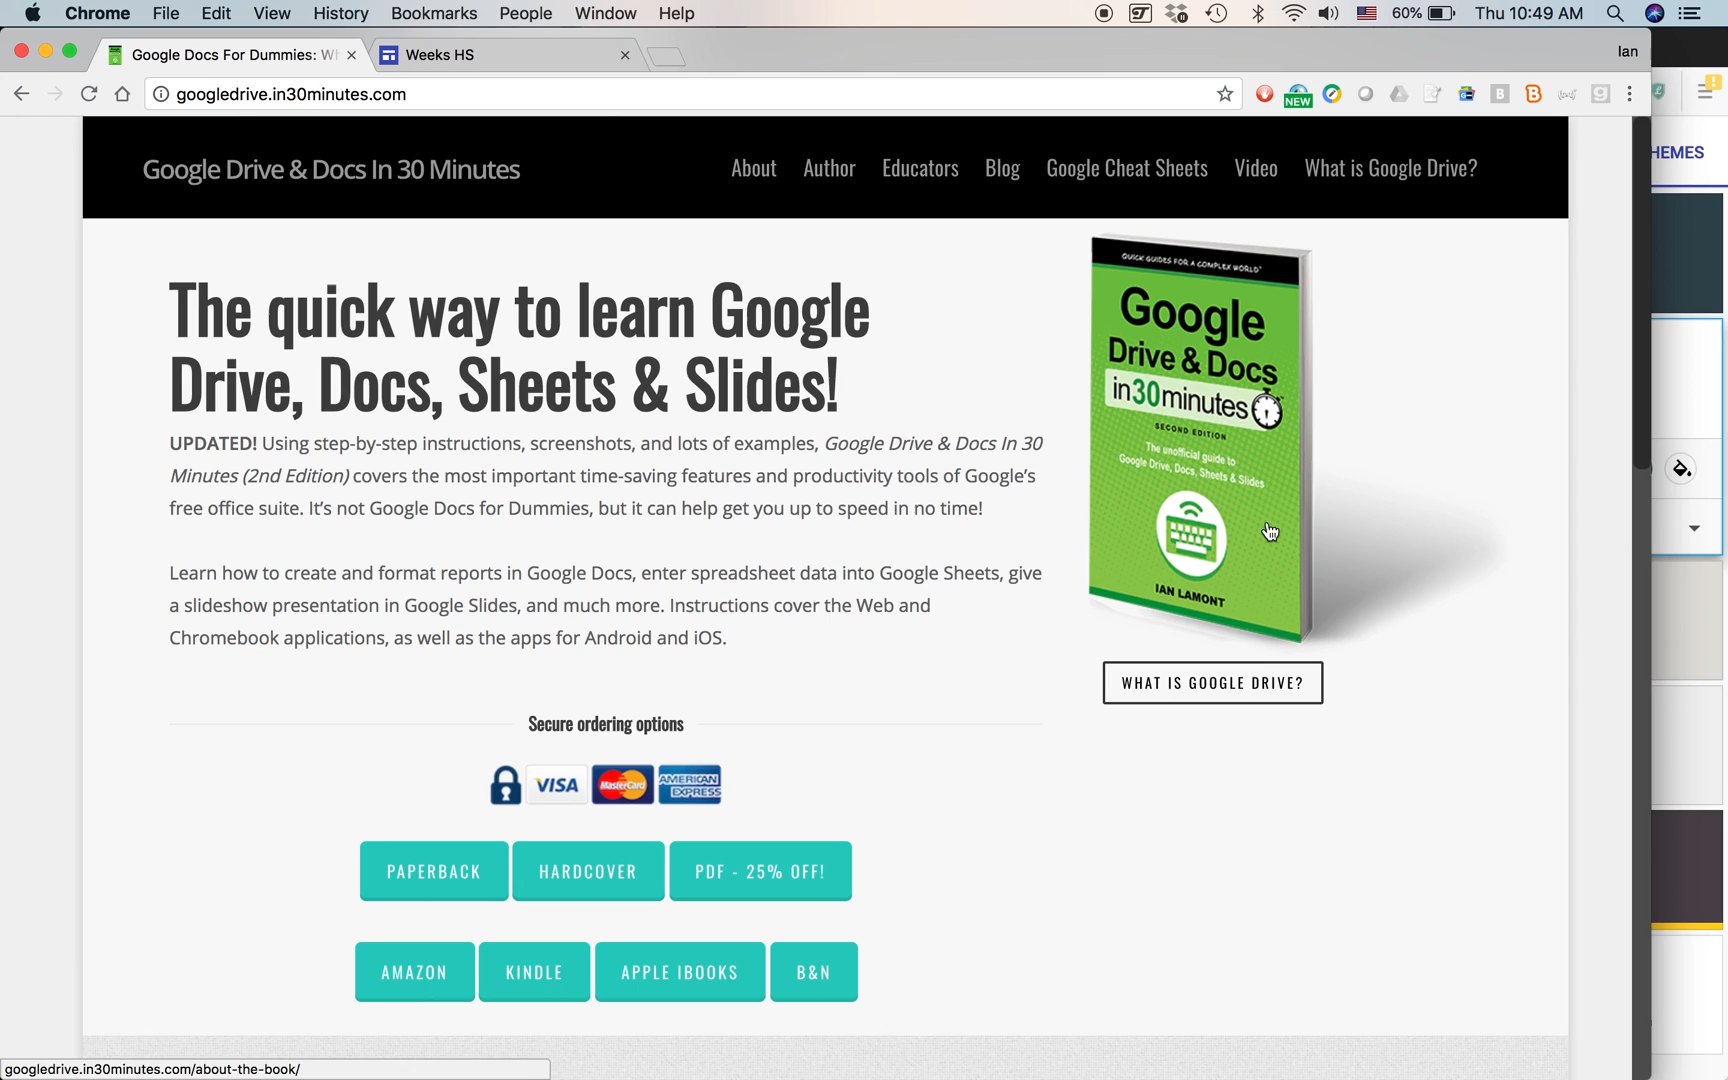 Chrome File Edit View History Bookmarks People Window Help 60% Thu 10:49 AM
Google Docs For Dummies: Wh Weeks HS Ian
googledrive.in30minutes.com NEW B
HEMES
Google Drive & Docs In 30 Minutes About Author Educators Blog Google Cheat Sheets Video What is Google Drive?
The quick way to learn Google
Drive, Docs, Sheets & Slides!
UPDATED! Using step-by-step instructions, screenshots, and lots of examples, Google Drive & Docs In 30
Minutes (2nd Edition) covers the most important time-saving features and productivity tools of Google's
free office suite. It's not Google Docs for Dummies, but it can help get you up to speed in no time!
Learn how to create and format reports in Google Docs, enter spreadsheet data into Google Sheets, give
a slideshow presentation in Google Slides, and much more. Instructions cover the Web and
Chromebook applications, as well as the apps for Android and iOS.
QUICK GUIDES FOR A COMPLEX WORLD™
Google
Drive & Docs
in30minutes
SECOND EDITION
The unofficial guide to
Google Drive, Docs, Sheets & Slides
IAN LAMONT
WHAT IS GOOGLE DRIVE?
Secure ordering options
VISA MasterCard AMERICAN EXPRESS
PAPERBACK HARDCOVER PDF - 25% OFF!
AMAZON KINDLE APPLE IBOOKS B&N
googledrive.in30minutes.com/about-the-book/